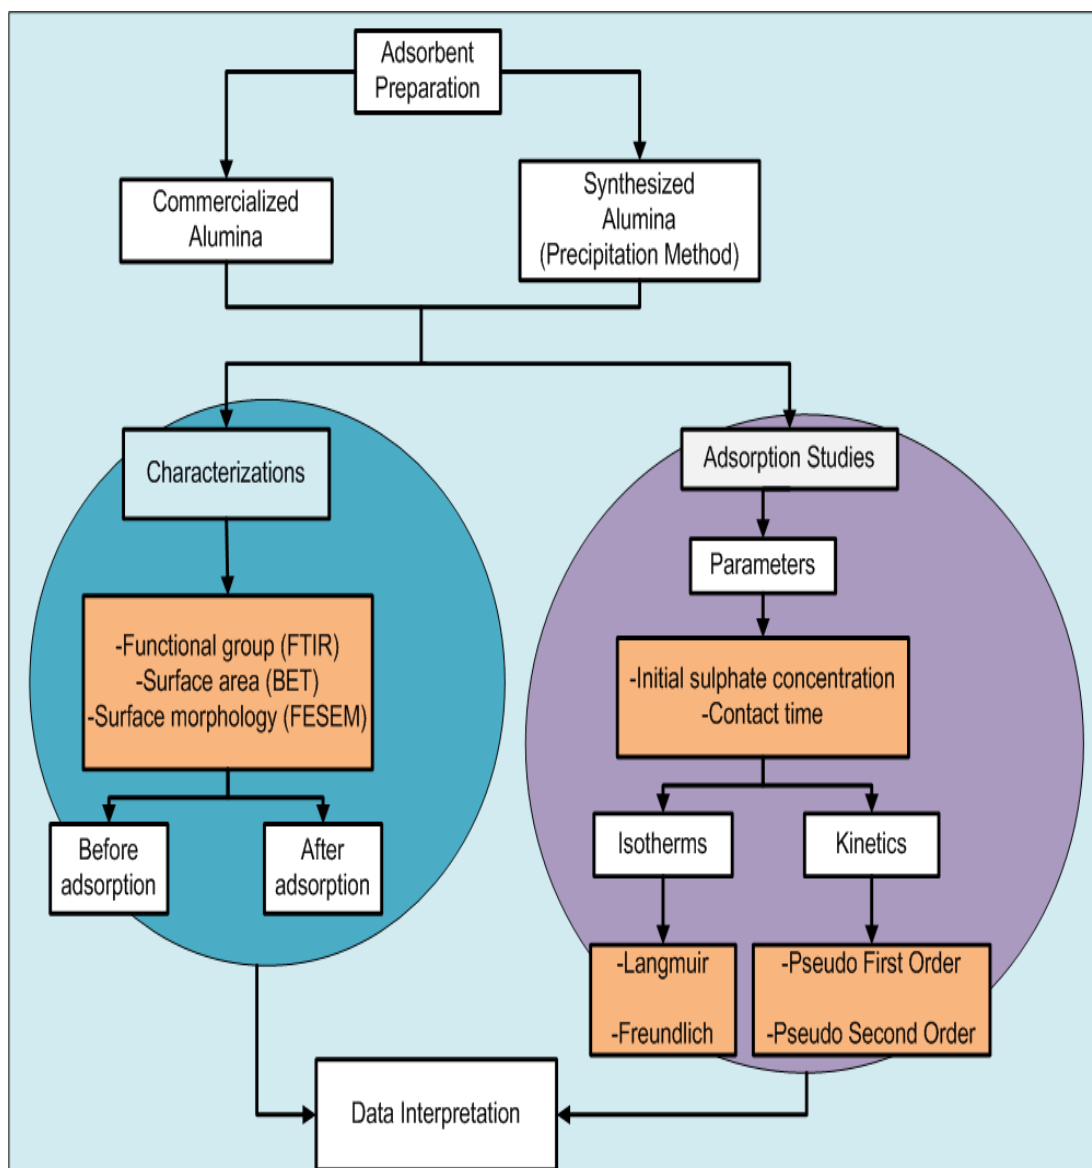 Adsorbent
Preparation
Commercialized
Alumina
Synthesized
Alumina
(Precipitation Method)
Characterizations
-Functional group (FTIR)
-Surface area (BET)
-Surface morphology (FESEM)
Before
adsorption
After
adsorption
Adsorption Studies
Parameters
-Initial sulphate concentration
-Contact time
Isotherms
Kinetics
-Langmuir
-Freundlich
-Pseudo First Order
-Pseudo Second Order
Data Interpretation